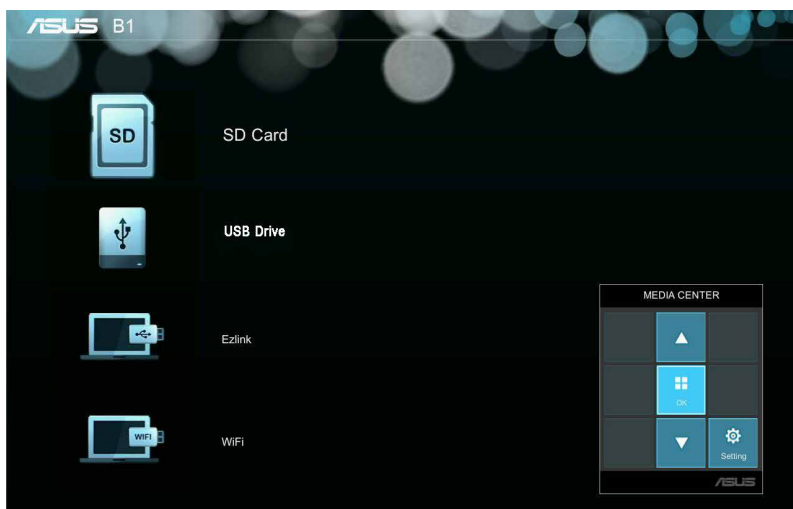 ASUS B1
SD
SD Card
USB Drive
Ezlink
WIFI
WiFi
MEDIA CENTER
OK
Setting
ASUS